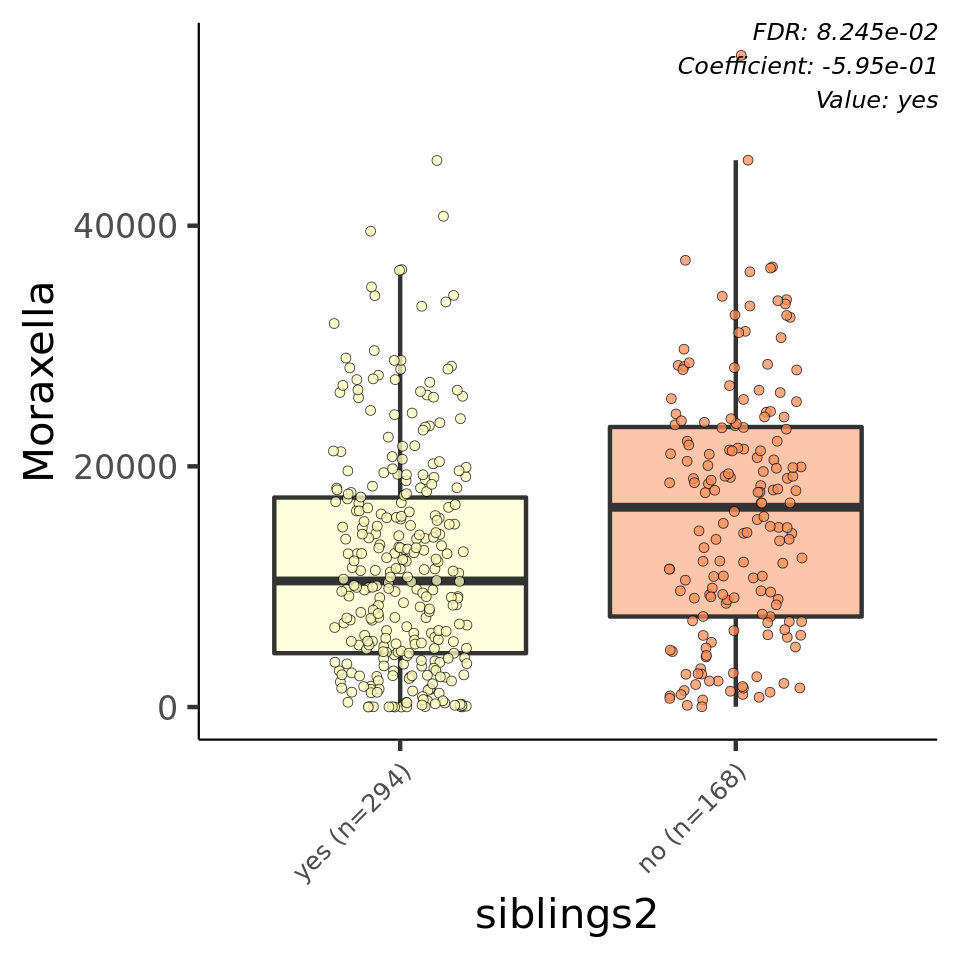 FDR: 8.245e-02
Coefficient: -5.95e-01
Value: yes
Moraxella
40000
20000
0
yes (n=294)
no (n=168)
siblings2